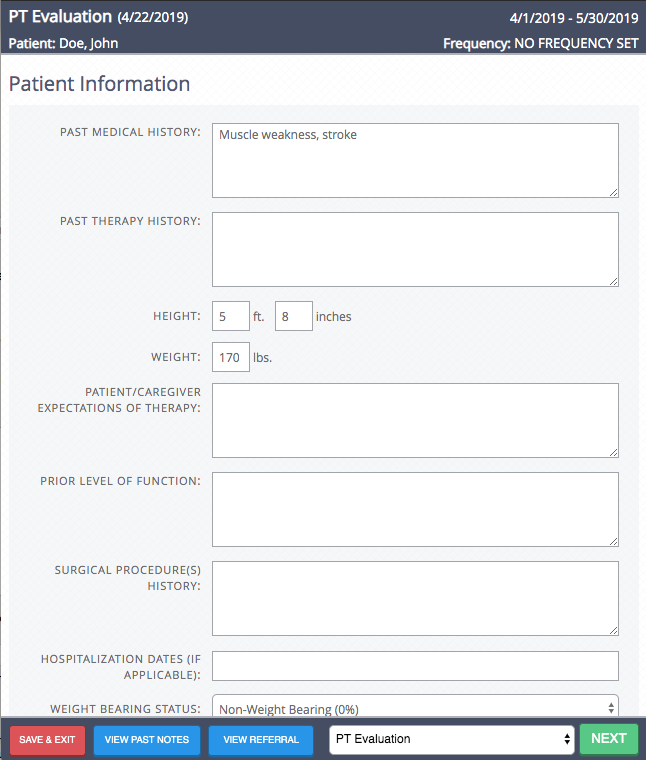 PT Evaluation (4/22/2019) 4/1/2019 - 5/30/2019
Patient: Doe, John Frequency: NO FREQUENCY SET
Patient Information
PAST MEDICAL HISTORY: Muscle weakness, stroke
PAST THERAPY HISTORY:
HEIGHT: 5 ft. 8 inches
WEIGHT: 170 lbs.
PATIENT/CAREGIVER
EXPECTATIONS OF THERAPY:
PRIOR LEVEL OF FUNCTION:
SURGICAL PROCEDURE(S)
HISTORY:
HOSPITALIZATION DATES (IF
APPLICABLE):
WEIGHT BEARING STATUS: Non-Weight Bearing (0%)
SAVE & EXIT VIEW PAST NOTES VIEW REFERRAL PT Evaluation NEXT